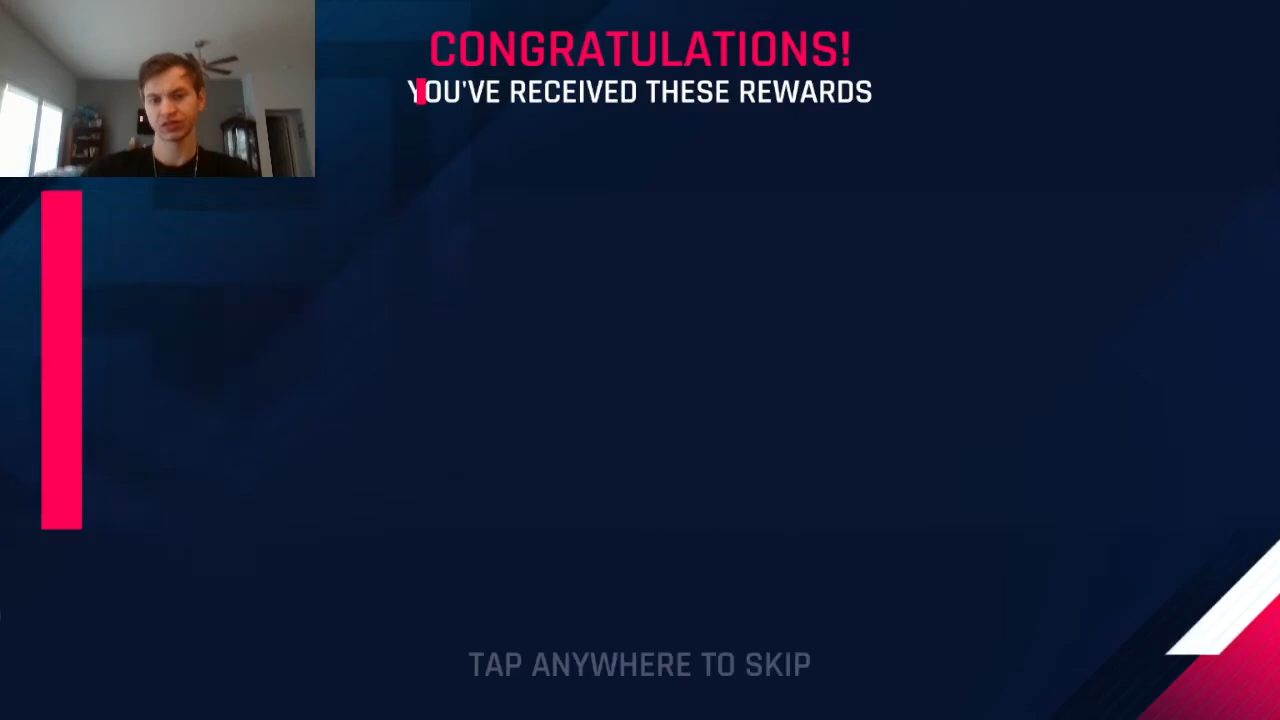 CONGRATULATIONS!
YOU'VE RECEIVED THESE REWARDS
TAP ANYWHERE TO SKIP